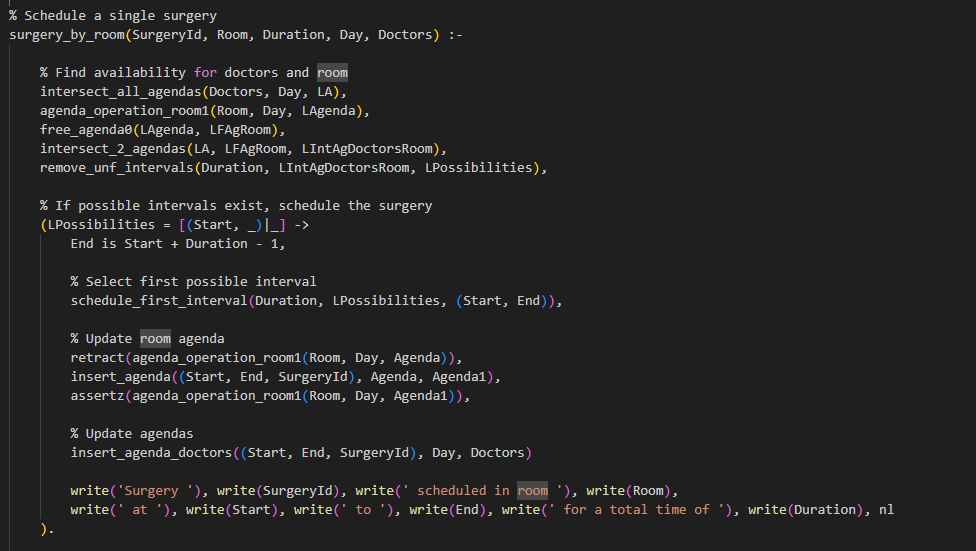 % Schedule a single surgery
surgery_by_room(SurgeryId, Room, Duration, Day, Doctors) :-
% Find availability for doctors and room
intersect_all_agendas(Doctors, Day, LA),
agenda_operation_room1(Room, Day, LAgenda),
free_agenda0(LAgenda, LFAgRoom),
intersect_2_agendas(LA, LFAgRoom, LIntAgDoctorsRoom),
remove_unf_intervals(Duration, LIntAgDoctorsRoom, LPossibilities),
% If possible intervals exist, schedule the surgery
(LPossibilities = [(Start, _)|_] ->
End is Start + Duration - 1,
% Select first possible interval
schedule_first_interval(Duration, LPossibilities, (Start, End)),
% Update room agenda
retract(agenda_operation_room1(Room, Day, Agenda)),
insert_agenda((Start, End, SurgeryId), Agenda, Agenda1),
assertz(agenda_operation_room1(Room, Day, Agenda1)),
% Update agendas
insert_agenda_doctors((Start, End, SurgeryId), Day, Doctors)
write('Surgery '), write(SurgeryId), write(' scheduled in room '), write(Room),
write(' at '), write(Start), write(' to '), write(End), write(' for a total time of '), write(Duration), nl
).